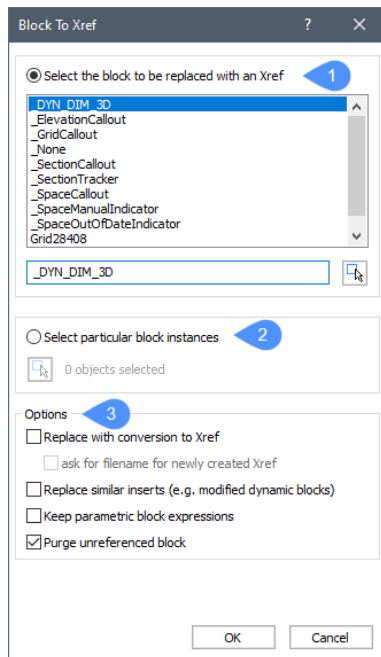 Block To Xref
Select the block to be replaced with an Xref
1
_DYN_DIM_3D
_ElevationCallout
_GridCallout
_None
_SectionCallout
_SectionTracker
_SpaceCallout
_SpaceManualIndicator
_SpaceOutOfDateIndicator
Grid28408
_DYN_DIM_3D
Select particular block instances
2
0 objects selected
Options
3
Replace with conversion to Xref
ask for filename for newly created Xref
Replace similar inserts (e.g. modified dynamic blocks)
Keep parametric block expressions
Purge unreferenced block
OK Cancel